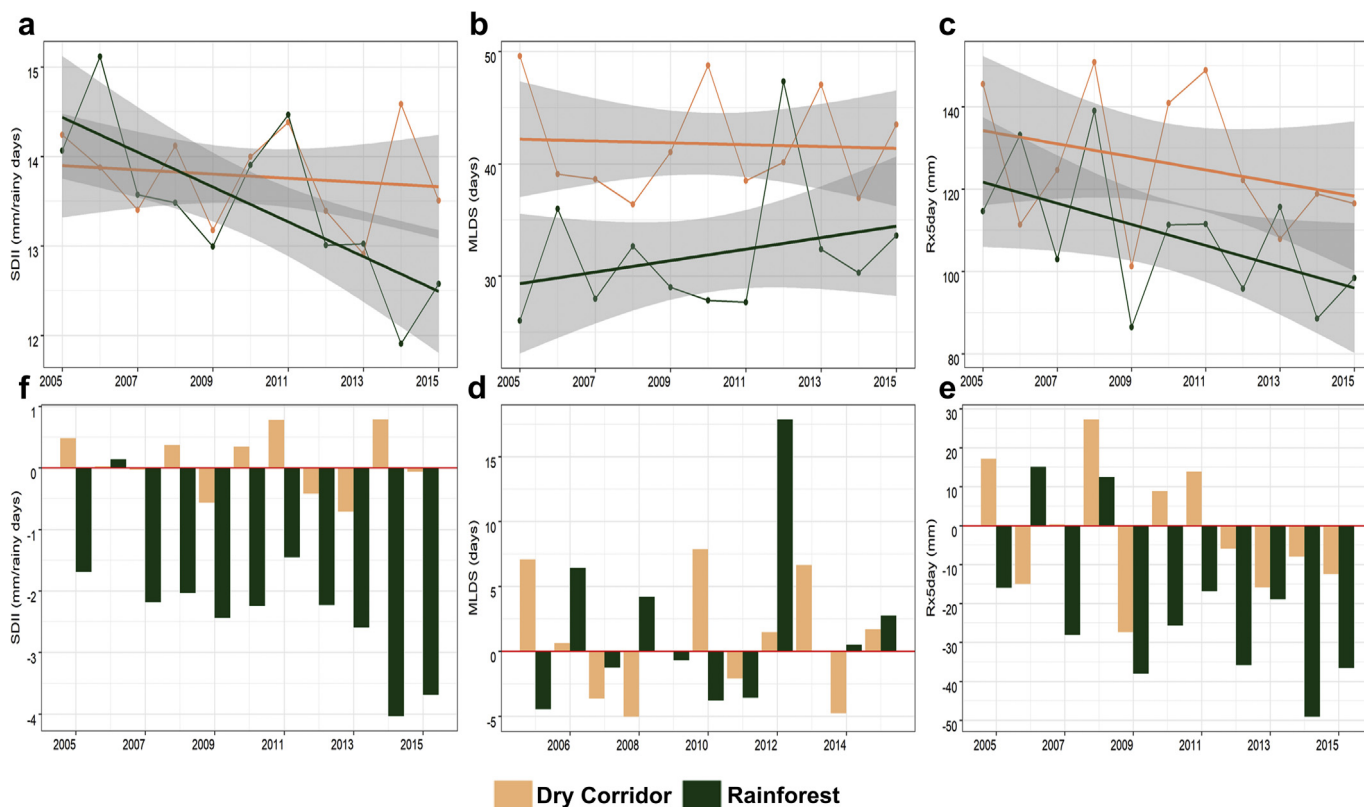 a
SDII (mm/rainy days)
15
14
13
12
2005 2007 2009 2011 2013 2015
b
MLDS (days)
50
40
30
2005 2007 2009 2011 2013 2015
c
Rx5day (mm)
140
120
100
80
2005 2007 2009 2011 2013 2015
f
SDII (mm/rainy days)
1
0
-1
-2
-3
-4
2005 2007 2009 2011 2013 2015
d
MLDS (days)
15
10
5
0
-5
2006 2008 2010 2012 2014
e
Rx5day (mm)
30
20
10
0
-10
-20
-30
-40
-50
2005 2007 2009 2011 2013 2015
Dry Corridor Rainforest